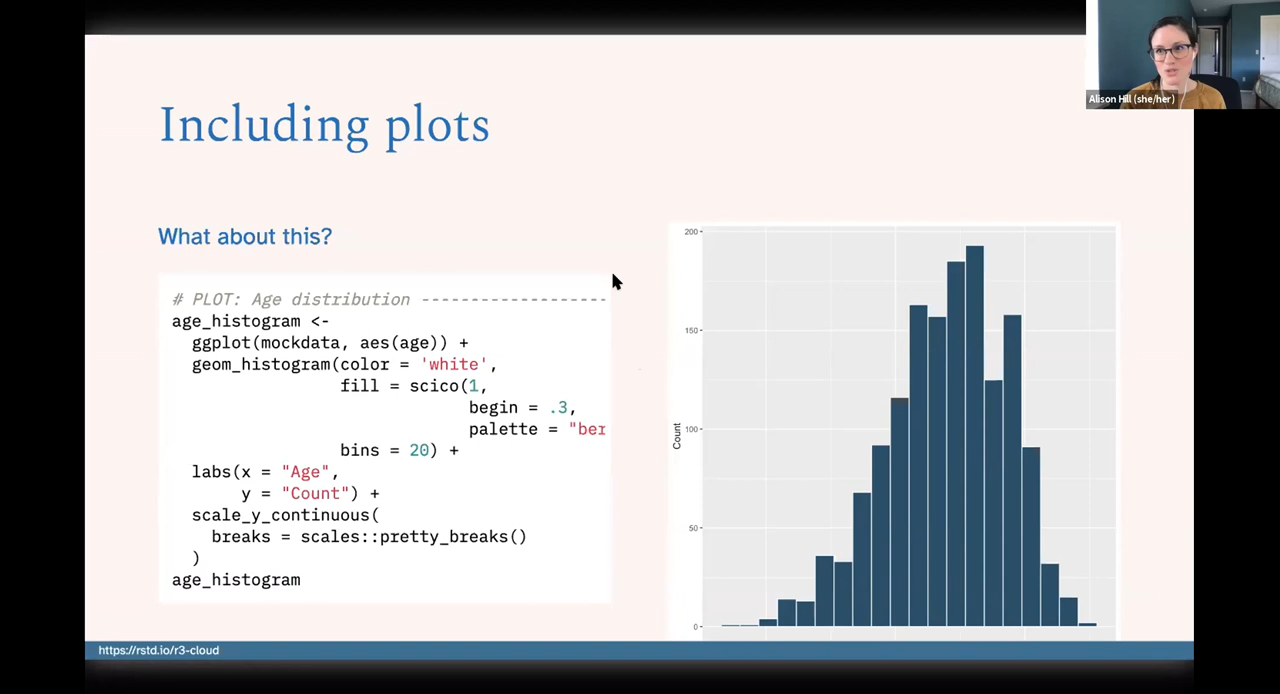 Alison Hill (she/her)
Including plots
What about this?
# PLOT: Age distribution -------------------
age_histogram <-
  ggplot(mockdata, aes(age)) +
  geom_histogram(color = 'white',
                 fill = scico(1,
                              begin = .3,
                              palette = "ber
                 bins = 20) +
  labs(x = "Age",
       y = "Count") +
  scale_y_continuous(
    breaks = scales::pretty_breaks()
  )
age_histogram
200
150
100
50
0
Count
https://rstd.io/r3-cloud